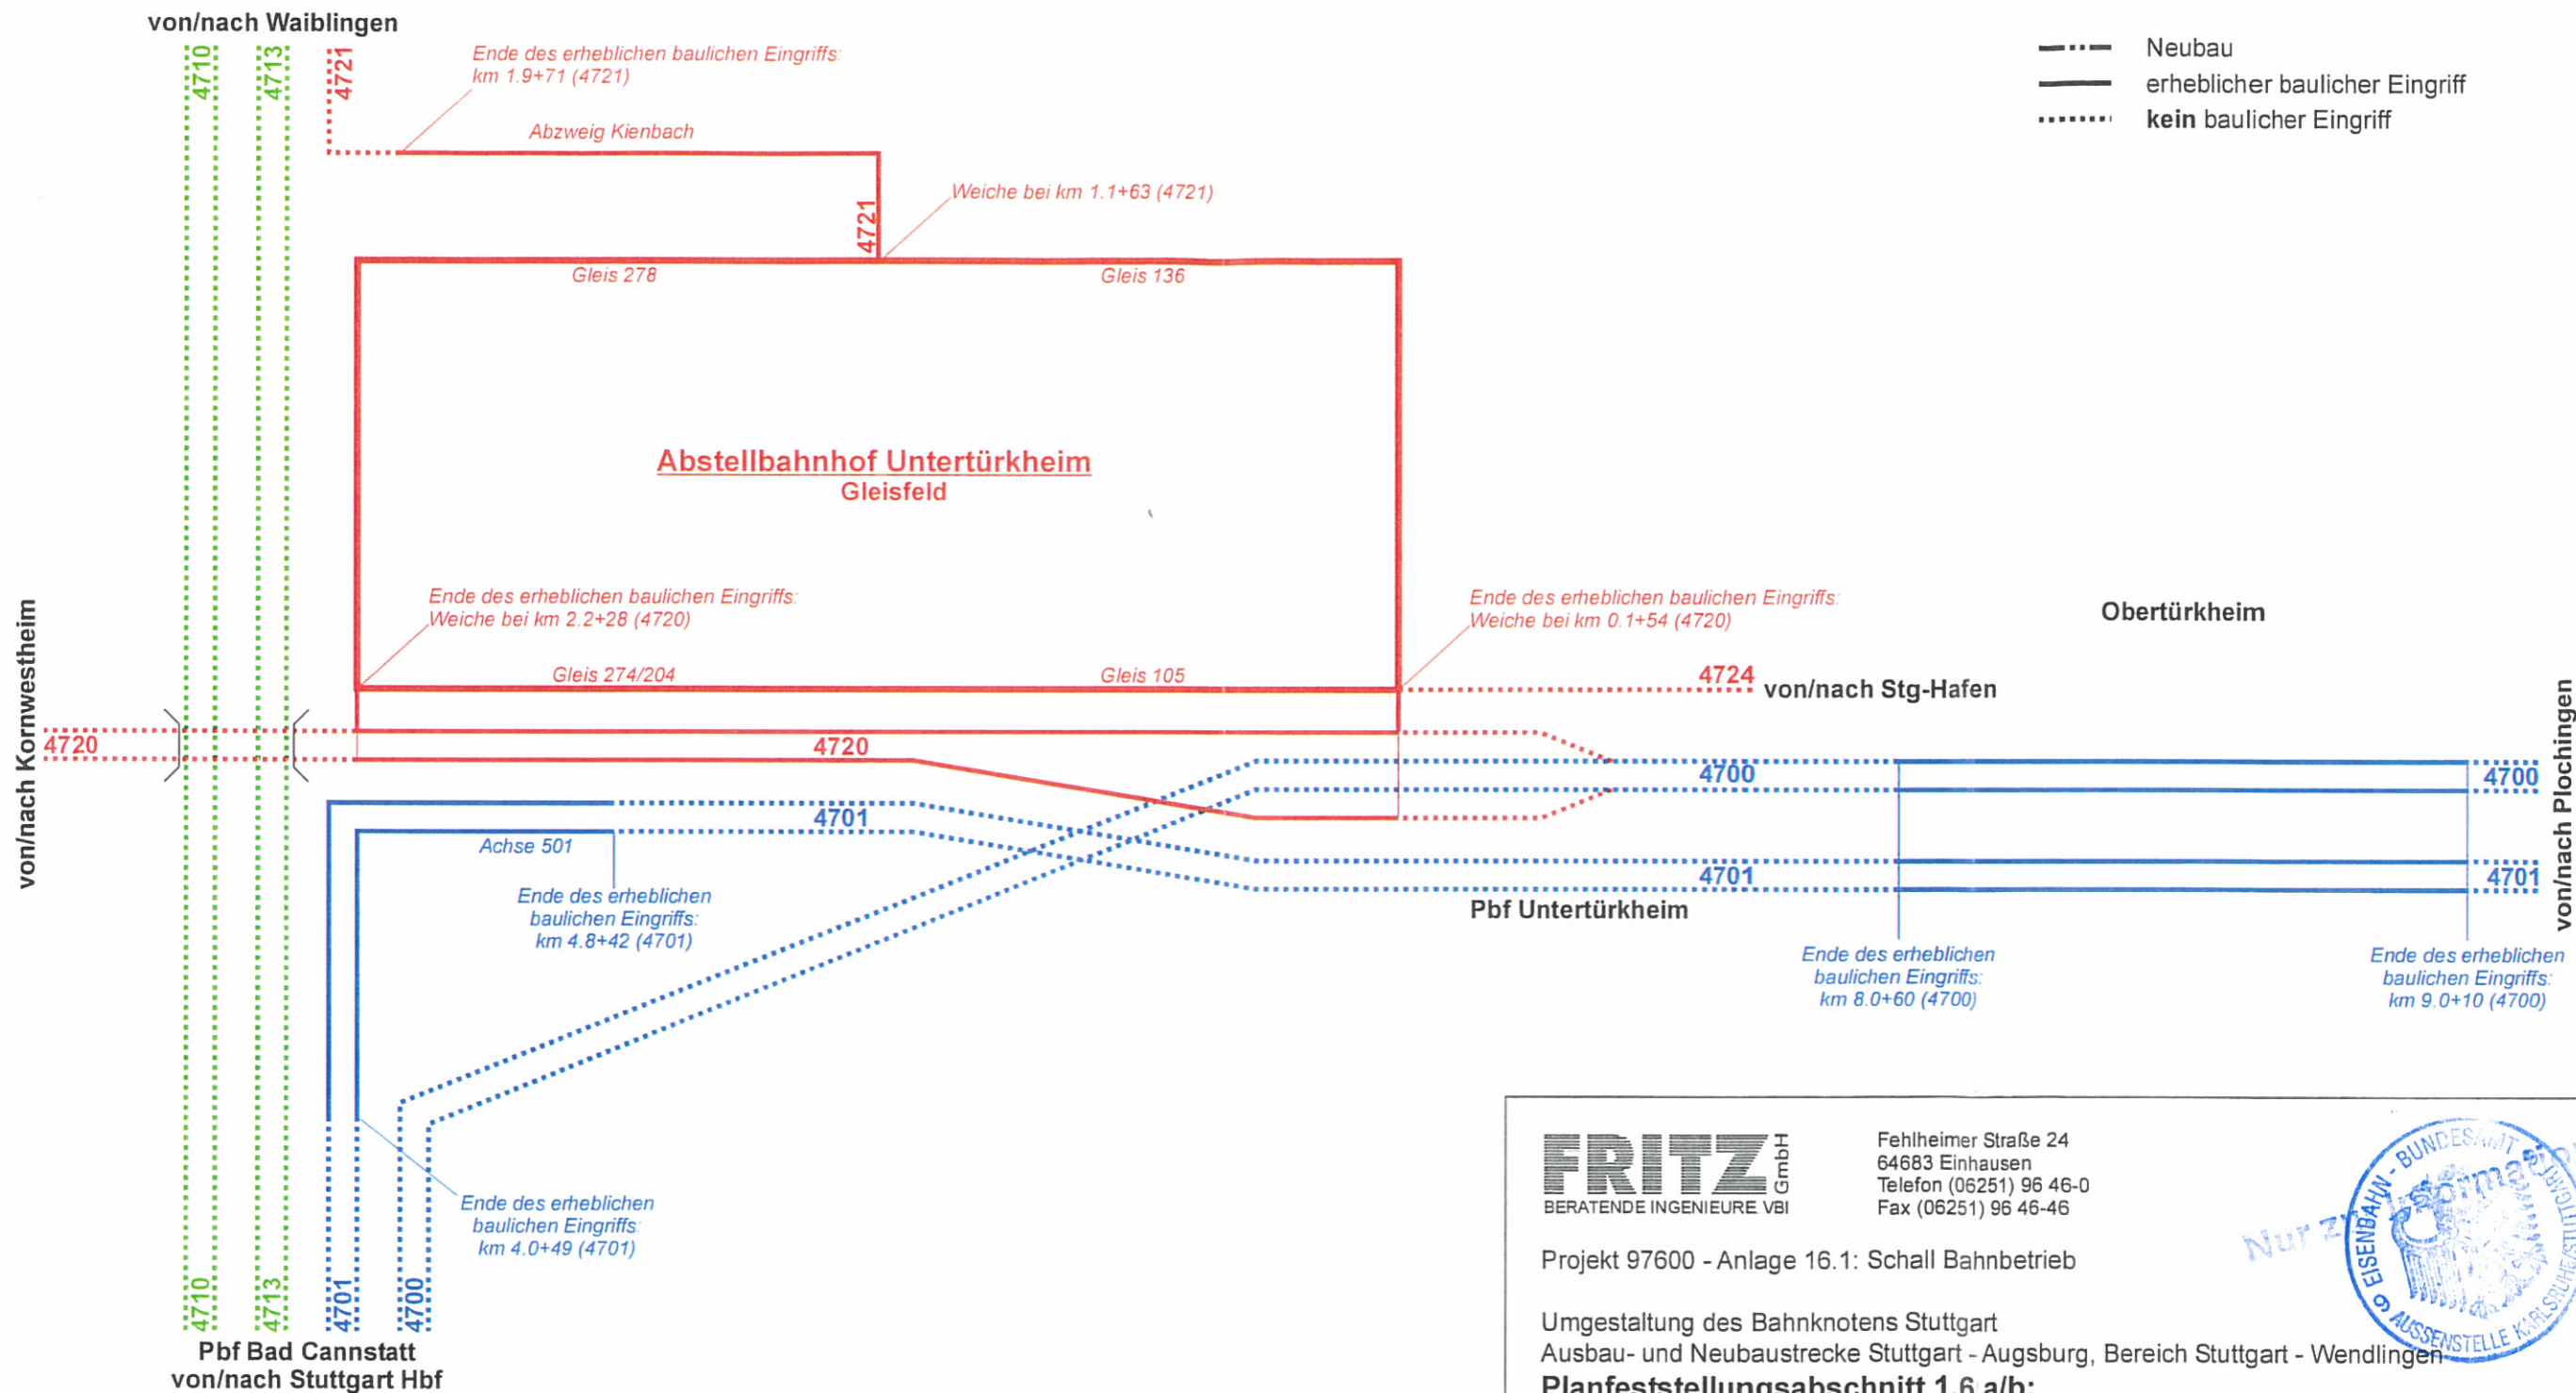 von/nach Waiblingen
4710
4713
4721
Ende des erheblichen baulichen Eingriffs:
km 1.9+71 (4721)
Abzweig Kienbach
4721
Weiche bei km 1.1+63 (4721)
Neubau
erheblicher baulicher Eingriff
kein baulicher Eingriff
Gleis 278
Gleis 136
Abstellbahnhof Untertürkheim
Gleisfeld
Ende des erheblichen baulichen Eingriffs:
Weiche bei km 2.2+28 (4720)
Ende des erheblichen baulichen Eingriffs:
Weiche bei km 0.1+54 (4720)
Obertürkheim
Gleis 274/204
Gleis 105
4724
von/nach Stg-Hafen
von/nach Kornwestheim
4720
4720
4700
4700
von/nach Plochingen
4701
Achse 501
4701
4701
Pbf Untertürkheim
Ende des erheblichen
baulichen Eingriffs:
km 4.8+42 (4701)
Ende des erheblichen
baulichen Eingriffs:
km 8.0+60 (4700)
Ende des erheblichen
baulichen Eingriffs:
km 9.0+10 (4700)
Ende des erheblichen
baulichen Eingriffs:
km 4.0+49 (4701)
4710
4713
4701
4700
Pbf Bad Cannstatt
von/nach Stuttgart Hbf
FRITZ GmbH
BERATENDE INGENIEURE VBI
Fehlheimer Straße 24
64683 Einhausen
Telefon (06251) 96 46-0
Fax (06251) 96 46-46
Projekt 97600 - Anlage 16.1: Schall Bahnbetrieb
Umgestaltung des Bahnknotens Stuttgart
Ausbau- und Neubaustrecke Stuttgart - Augsburg, Bereich Stuttgart - Wendlingen
Planfeststellungsabschnitt 1.6 a/b:
EISENBAHN - BUNDESAMT
AUSSENSTELLE KARLSRUHE/STUTTGART
Nur